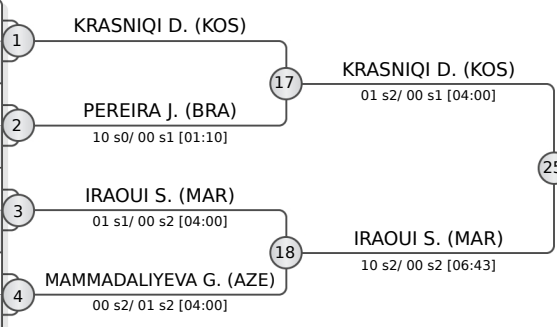 KRASNIQI D. (KOS)
1
17
KRASNIQI D. (KOS)
01 s2/ 00 s1 [04:00]
PEREIRA J. (BRA)
2
10 s0/ 00 s1 [01:10]
25
IRAOUI S. (MAR)
3
01 s1/ 00 s2 [04:00]
18
IRAOUI S. (MAR)
10 s2/ 00 s2 [06:43]
MAMMADALIYEVA G. (AZE)
4
00 s2/ 01 s2 [04:00]